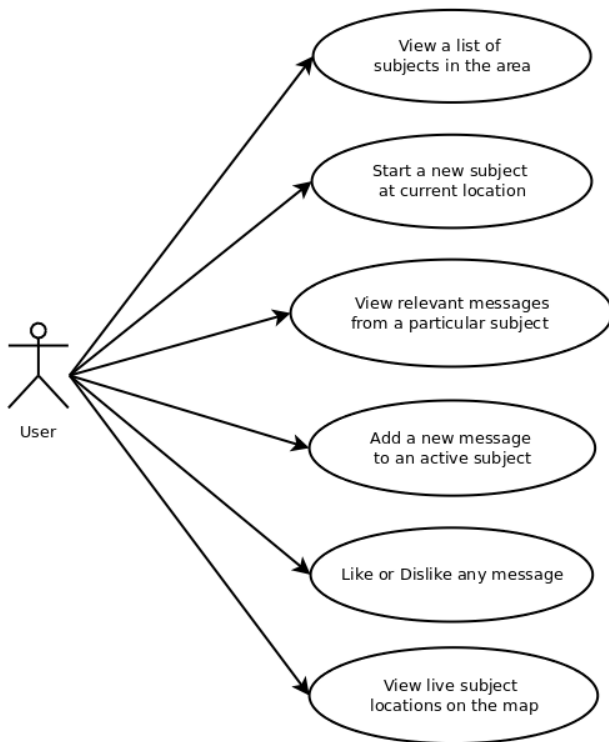 View a list of
subjects in the area
Start a new subject
at current location
View relevant messages
from a particular subject
User
Add a new message
to an active subject
Like or Dislike any message
View live subject
locations on the map